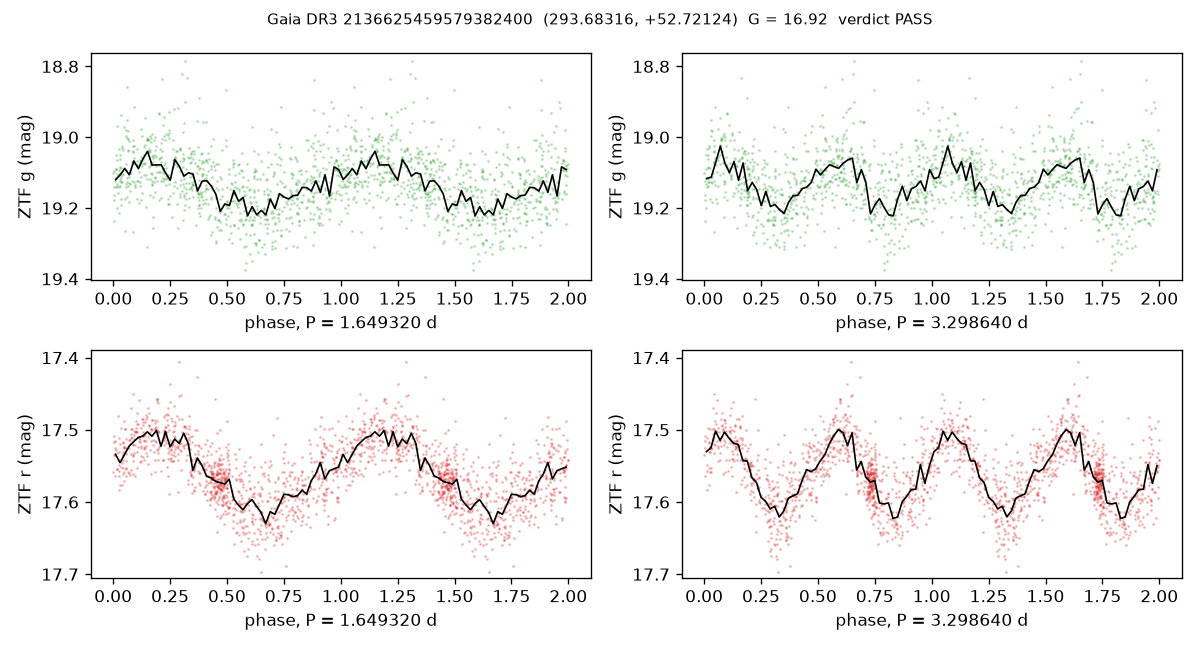 Gaia DR3 2136625459579382400  (293.68316, +52.72124)  G = 16.92  verdict PASS
18.8
19.0
19.2
19.4
ZTF g (mag)
0.00 0.25 0.50 0.75 1.00 1.25 1.50 1.75 2.00
phase, P = 1.649320 d
18.8
19.0
19.2
19.4
ZTF g (mag)
0.00 0.25 0.50 0.75 1.00 1.25 1.50 1.75 2.00
phase, P = 3.298640 d
17.4
17.5
17.6
17.7
ZTF r (mag)
0.00 0.25 0.50 0.75 1.00 1.25 1.50 1.75 2.00
phase, P = 1.649320 d
17.4
17.5
17.6
17.7
ZTF r (mag)
0.00 0.25 0.50 0.75 1.00 1.25 1.50 1.75 2.00
phase, P = 3.298640 d